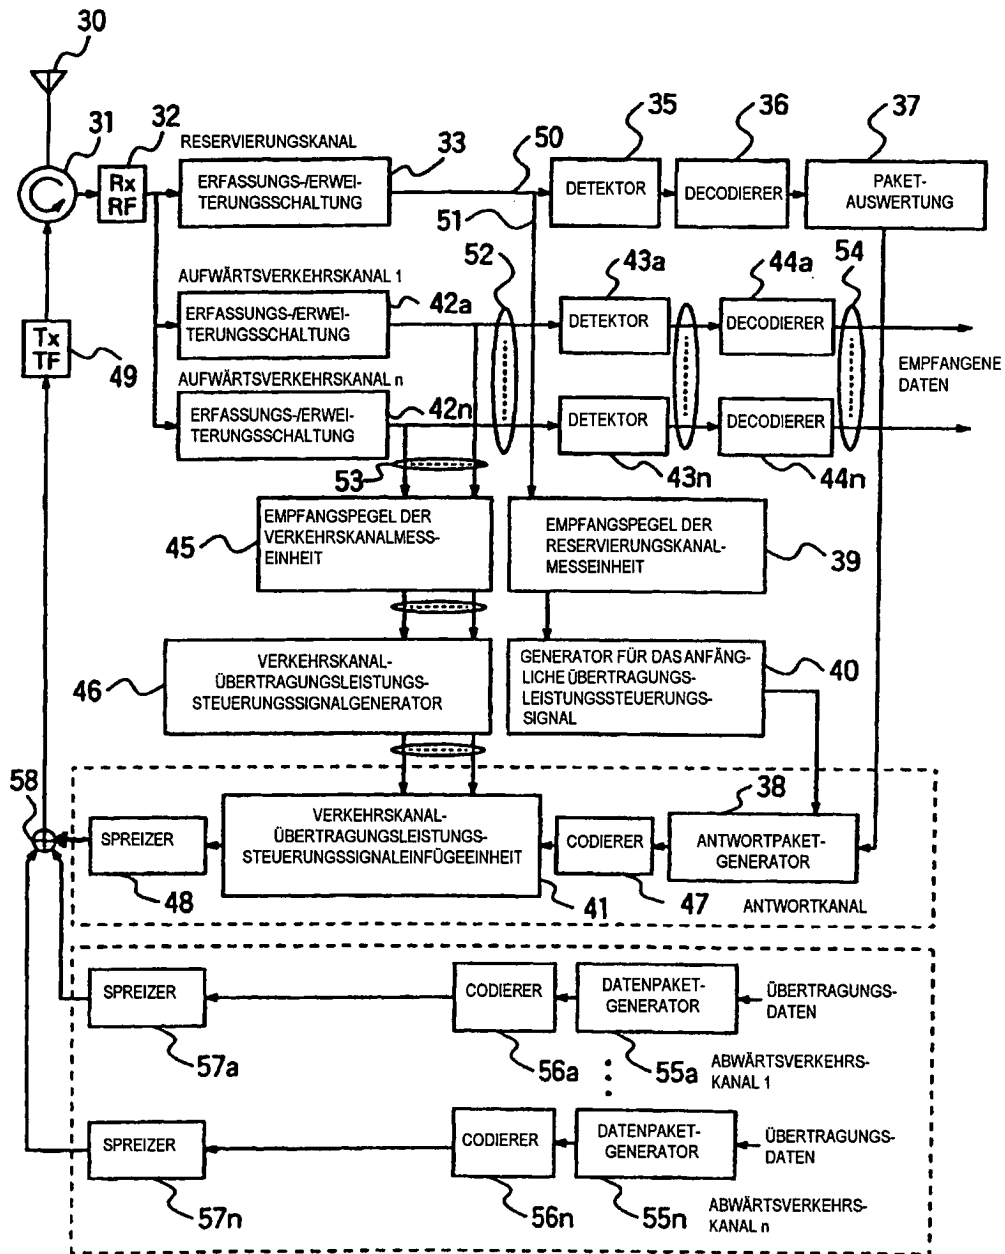 30
31
32
RESERVIERUNGSKANAL
33
50
35
36
37
Rx
RF
ERFASSUNGS-/ERWEI-
TERUNGSSCHALTUNG
DETEKTOR
DECODIERER
PAKET-
AUSWERTUNG
51
AUFWÄRTSVERKEHRSKANAL 1
42a
52
43a
44a
54
ERFASSUNGS-/ERWEI-
TERUNGSSCHALTUNG
DETEKTOR
DECODIERER
Tx
TF
49
EMPFANGENE
DATEN
AUFWÄRTSVERKEHRSKANAL n
42n
ERFASSUNGS-/ERWEI-
TERUNGSSCHALTUNG
DETEKTOR
DECODIERER
53
43n
44n
45
EMPFANGSPEGEL DER
VERKEHRSKANALMESS-
EINHEIT
EMPFANGSPEGEL DER
RESERVIERUNGSKANAL-
MESSEINHEIT
39
46
VERKEHRSKANAL-
ÜBERTRAGUNGSLEISTUNGS-
STEUERUNGSSIGNALGENERATOR
GENERATOR FÜR DAS ANFÄNG-
LICHE ÜBERTRAGUNGS-
LEISTUNGSSTEUERUNGS-
SIGNAL
40
58
38
SPREIZER
VERKEHRSKANAL-
ÜBERTRAGUNGSLEISTUNGS-
STEUERUNGSSIGNALEINFÜGEEINHEIT
CODIERER
ANTWORTPAKET-
GENERATOR
48
41
47
ANTWORTKANAL
SPREIZER
CODIERER
DATENPAKET-
GENERATOR
ÜBERTRAGUNGS-
DATEN
57a
56a
55a
ABWÄRTSVERKEHRS-
KANAL 1
SPREIZER
CODIERER
DATENPAKET-
GENERATOR
ÜBERTRAGUNGS-
DATEN
57n
56n
55n
ABWÄRTSVERKEHRS-
KANAL n